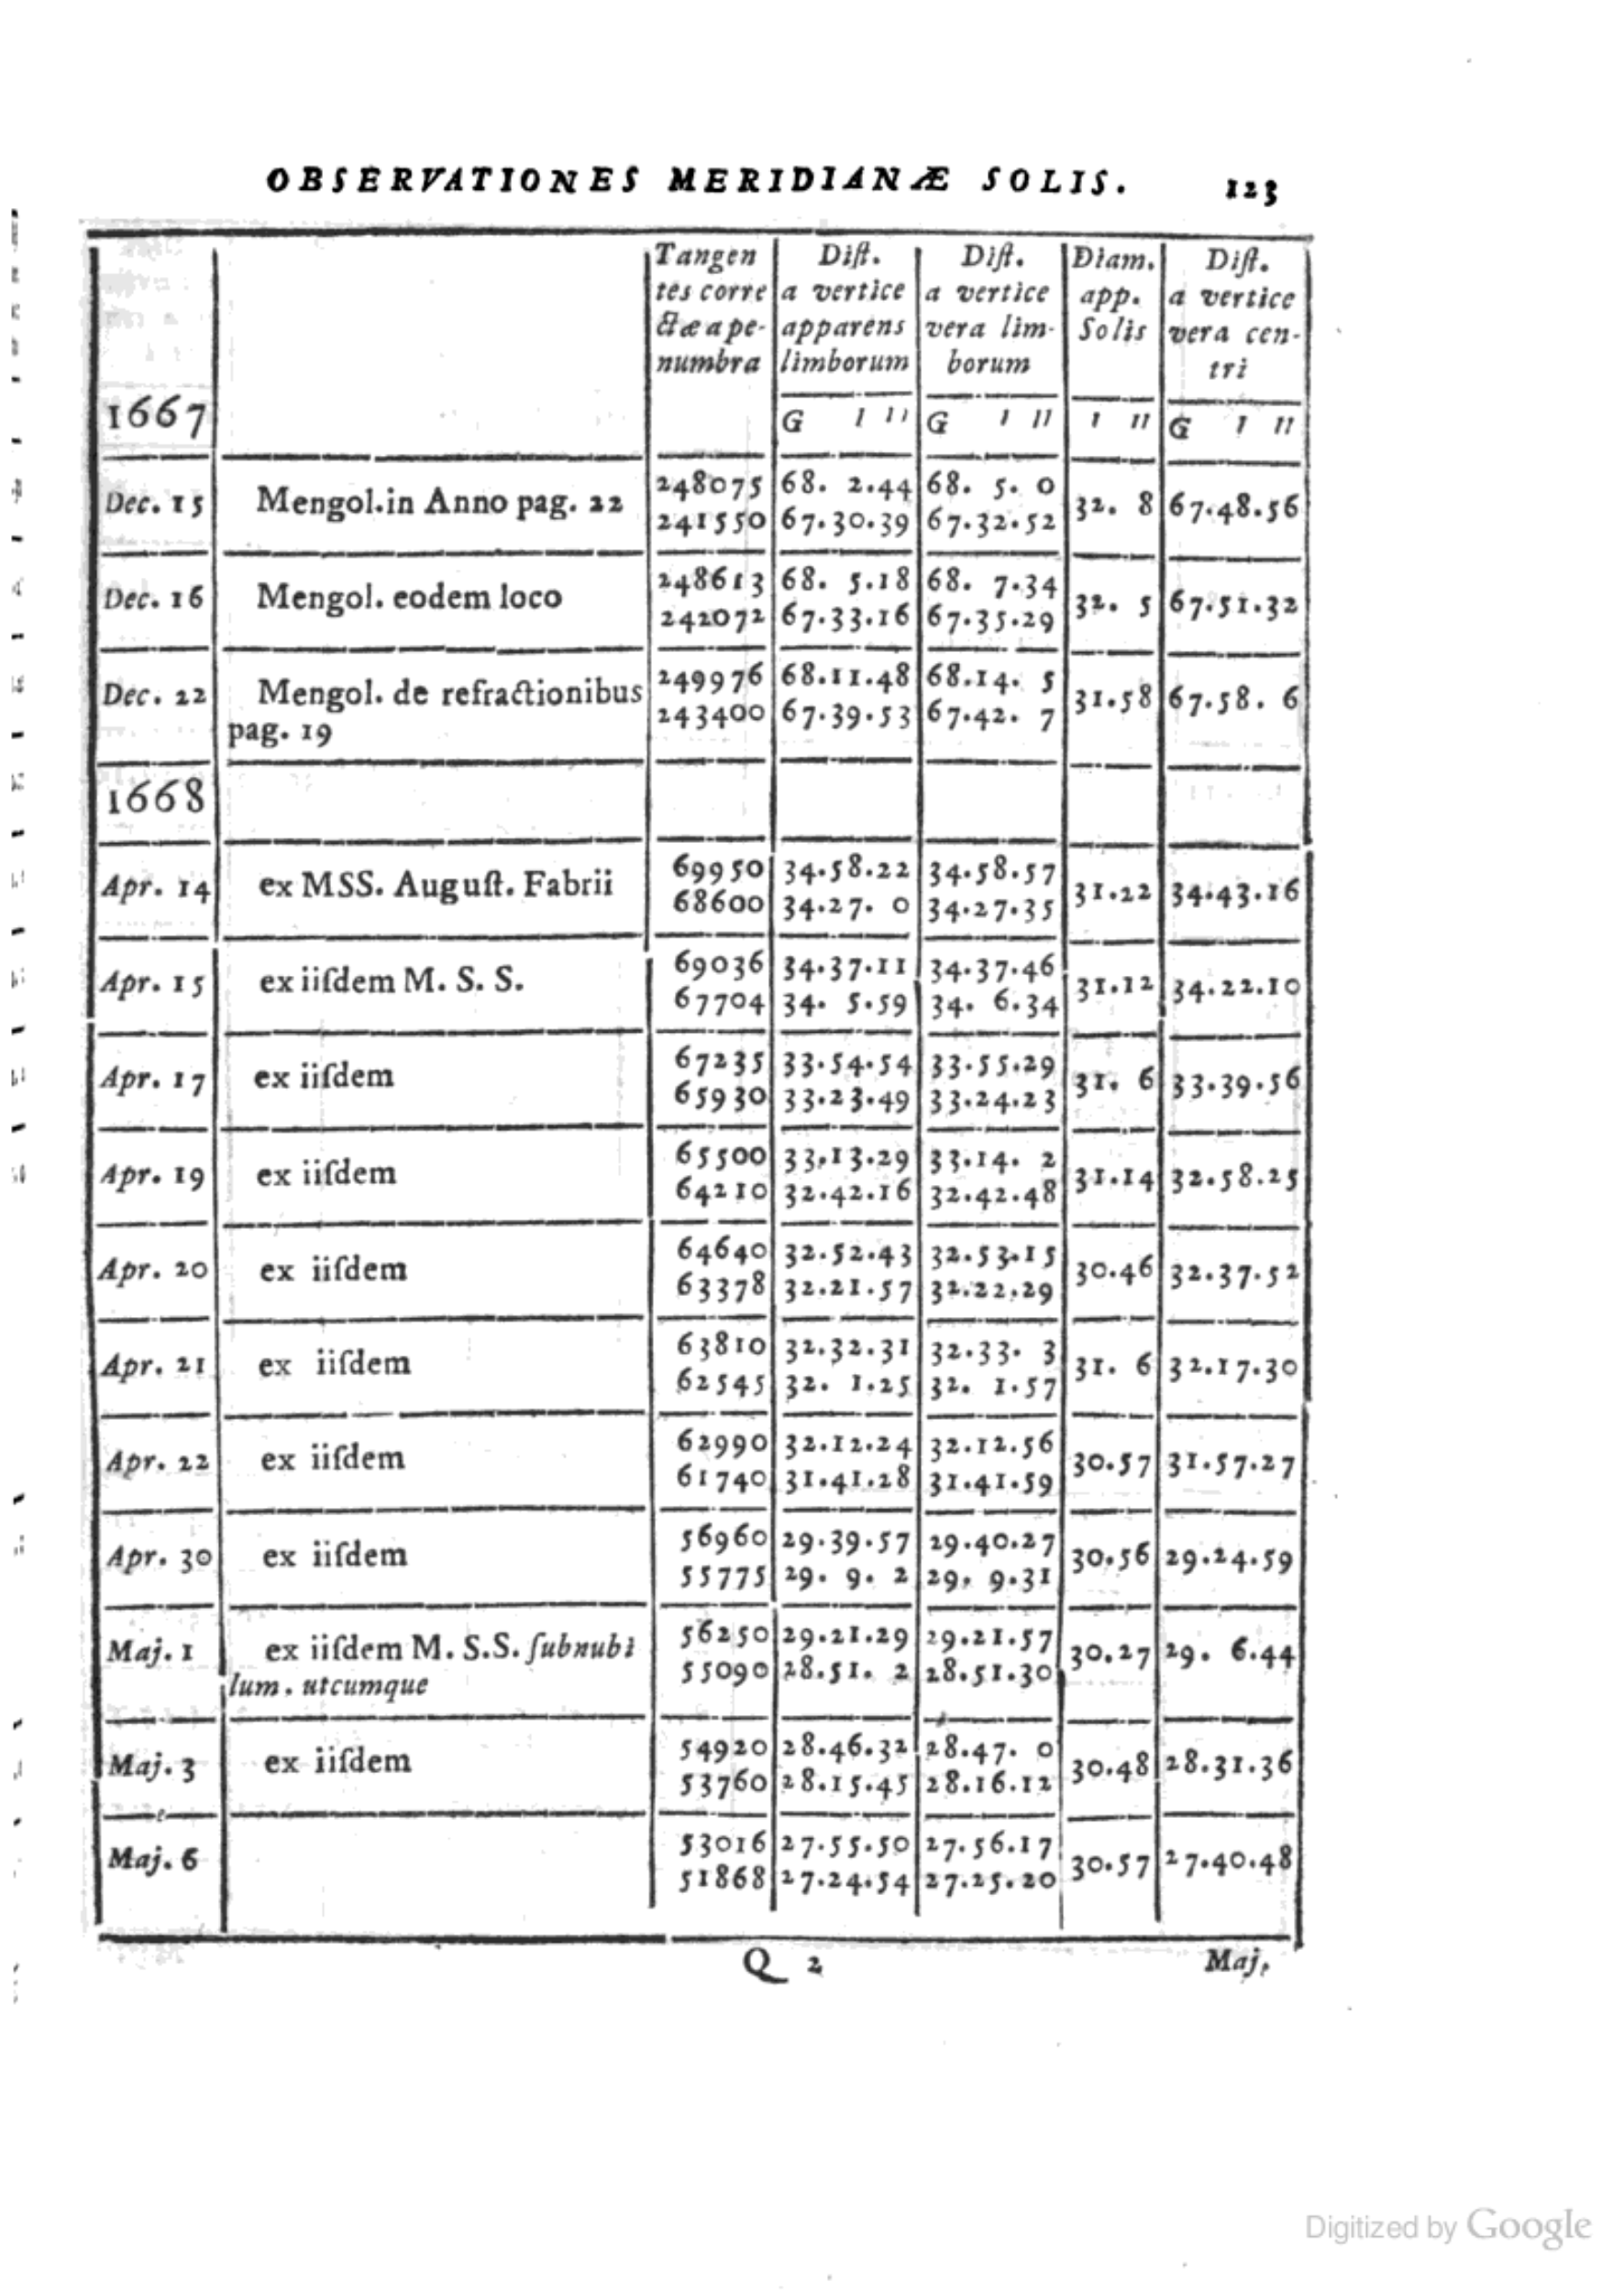 OBSERVATIONES MERIDIANÆ SOLIS. 123
Tangen Diſt. Diſt. Diam. Diſt.
tes corre a vertice a vertice app. a vertice
ctæ a pe- apparens vera lim- Solis vera cen-
numbra limborum borum tri
1667 G I II G I II I II G I II
248075 68. 2.44 68. 5. 0
Dec. 15 Mengol. in Anno pag. 22 32. 8 67.48.56
241550 67.30.39 67.32.52
248613 68. 5.18 68. 7.34
Dec. 16 Mengol. eodem loco 32. 5 67.51.32
242072 67.33.16 67.35.29
249976 68.11.48 68.14. 5
Dec. 22 Mengol. de refractionibus 31.58 67.58. 6
243400 67.39.53 67.42. 7
pag. 19
1668
69950 34.58.22 34.58.57
Apr. 14 ex MSS. Auguſt. Fabrii 31.22 34.43.16
68600 34.27. 0 34.27.35
69036 34.37.11 34.37.46
Apr. 15 ex iiſdem M. S. S. 31.12 34.22.10
67704 34. 5.59 34. 6.34
67235 33.54.54 33.55.29
Apr. 17 ex iiſdem 31. 6 33.39.56
65930 33.23.49 33.24.23
65500 33.13.29 33.14. 2
Apr. 19 ex iiſdem 31.14 32.58.25
64210 32.42.16 32.42.48
64640 32.52.43 32.53.15
Apr. 20 ex iiſdem 30.46 32.37.52
63378 32.21.57 32.22.29
63810 32.32.31 32.33. 3
Apr. 21 ex iiſdem 31. 6 32.17.30
62545 32. 1.25 32. 1.57
62990 32.12.24 32.12.56
Apr. 22 ex iiſdem 30.57 31.57.27
61740 31.41.28 31.41.59
56960 29.39.57 29.40.27
Apr. 30 ex iiſdem 30.56 29.24.59
55775 29. 9. 2 29. 9.31
56250 29.21.29 29.21.57
Maj. 1 ex iiſdem M. S.S. ſubnubi 30.27 29. 6.44
55090 28.51. 2 28.51.30
lum. utcumque
54920 28.46.32 28.47. 0
Maj. 3 ex iiſdem 30.48 28.31.36
53760 28.15.45 28.16.12
53016 27.55.50 27.56.17
Maj. 6 30.57 27.40.48
51868 27.24.54 27.25.20
Q 2 Maj.
Digitized by Google